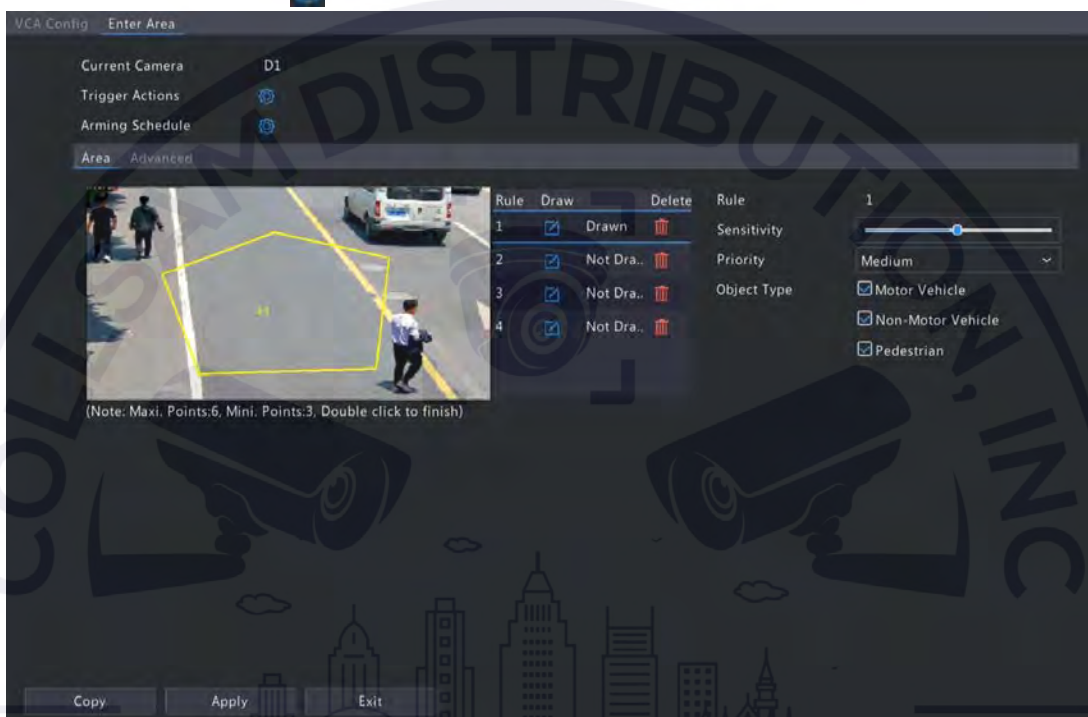 VCA Config Enter Area
Current Camera D1
Trigger Actions
Arming Schedule
Area Advanced
Rule Draw Delete
1 Drawn
2 Not Dra..
3 Not Dra..
4 Not Dra..
Rule 1
Sensitivity
Priority Medium
Object Type Motor Vehicle
Non-Motor Vehicle
Pedestrian
(Note: Maxi. Points:6, Mini. Points:3, Double click to finish)
Copy Apply Exit
DISTRIBUTION, INC